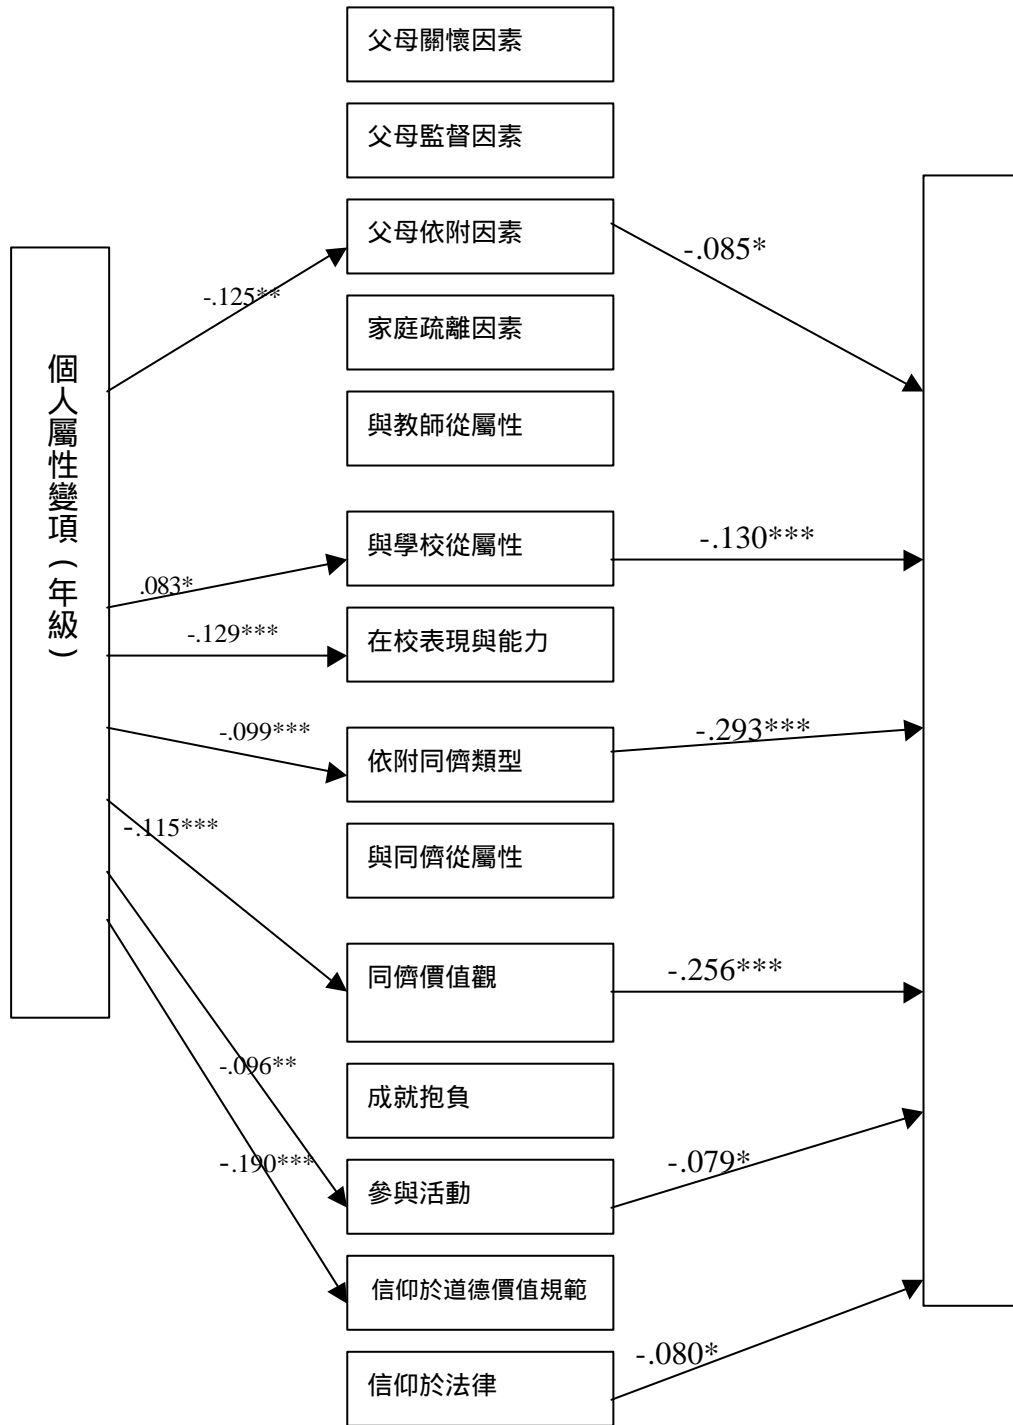 父母關懷因素
父母監督因素
父母依附因素
-.085*
-.125**
家庭疏離因素
個人屬性變項(年級)
與教師從屬性
與學校從屬性
-.130***
.083*
-.129***
在校表現與能力
-.099***
依附同儕類型
-.293***
-.115***
與同儕從屬性
同儕價值觀
-.256***
-.096**
成就抱負
-.190***
參與活動
-.079*
信仰於道德價值規範
-.080*
信仰於法律